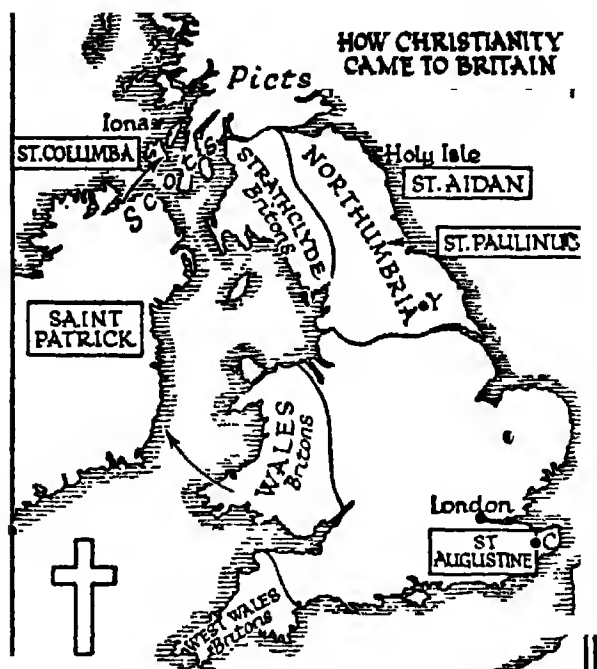 HOW CHRISTIANITY
CAME TO BRITAIN
Picts
Iona
ST. COLUMBA
Scots
STRATHCLYDE
Britons
NORTHUMBRIA
Holy Isle
ST. AIDAN
ST. PAULINUS
Y
SAINT
PATRICK
WALES
Britons
London
C
ST
AUGUSTINE
WEST WALES
Britons